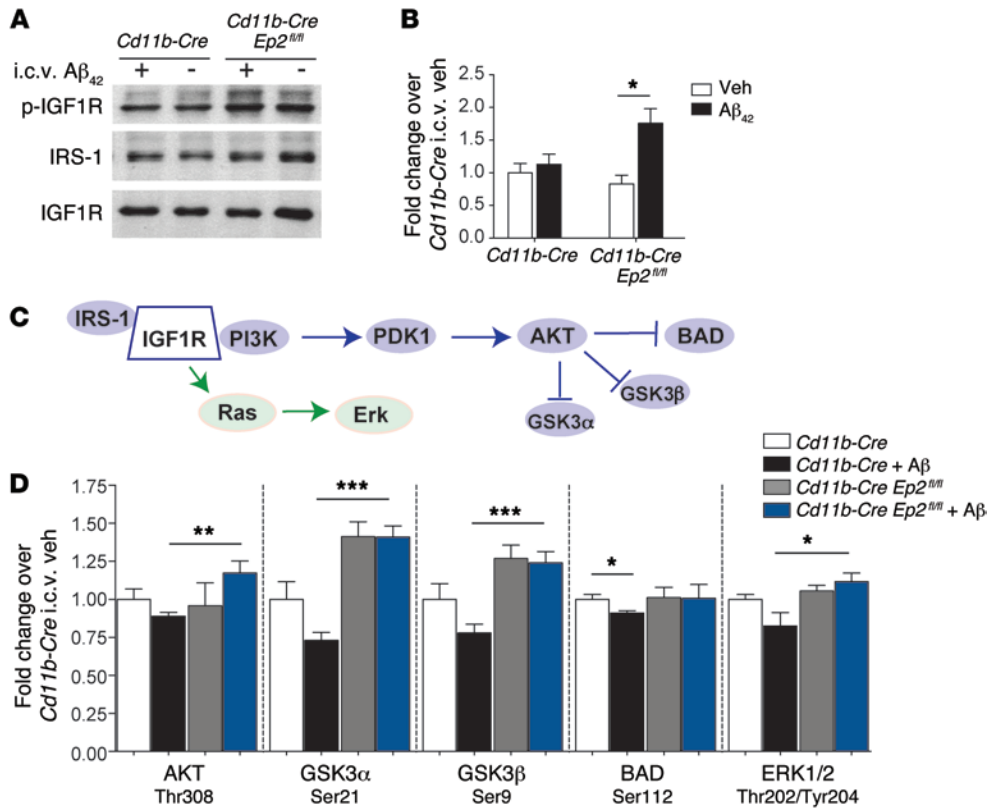 A
Cd11b-Cre
Cd11b-Cre
Ep2fl/fl
i.c.v. Aβ42 + - + -
p-IGF1R
IRS-1
IGF1R
B
Fold change over
Cd11b-Cre i.c.v. veh
2.5
2.0
1.5
1.0
0.5
0.0
*
Veh
Aβ42
Cd11b-Cre
Cd11b-Cre
Ep2fl/fl
C
IRS-1
IGF1R
PI3K
PDK1
AKT
BAD
GSK3β
GSK3α
Ras
Erk
Cd11b-Cre
Cd11b-Cre + Aβ
Cd11b-Cre Ep2fl/fl
Cd11b-Cre Ep2fl/fl + Aβ
D
Fold change over
Cd11b-Cre i.c.v. veh
1.75
1.50
1.25
1.00
0.75
0.50
0.25
0.00
**
***
***
*
*
AKT GSK3α GSK3β BAD ERK1/2
Thr308 Ser21 Ser9 Ser112 Thr202/Tyr204